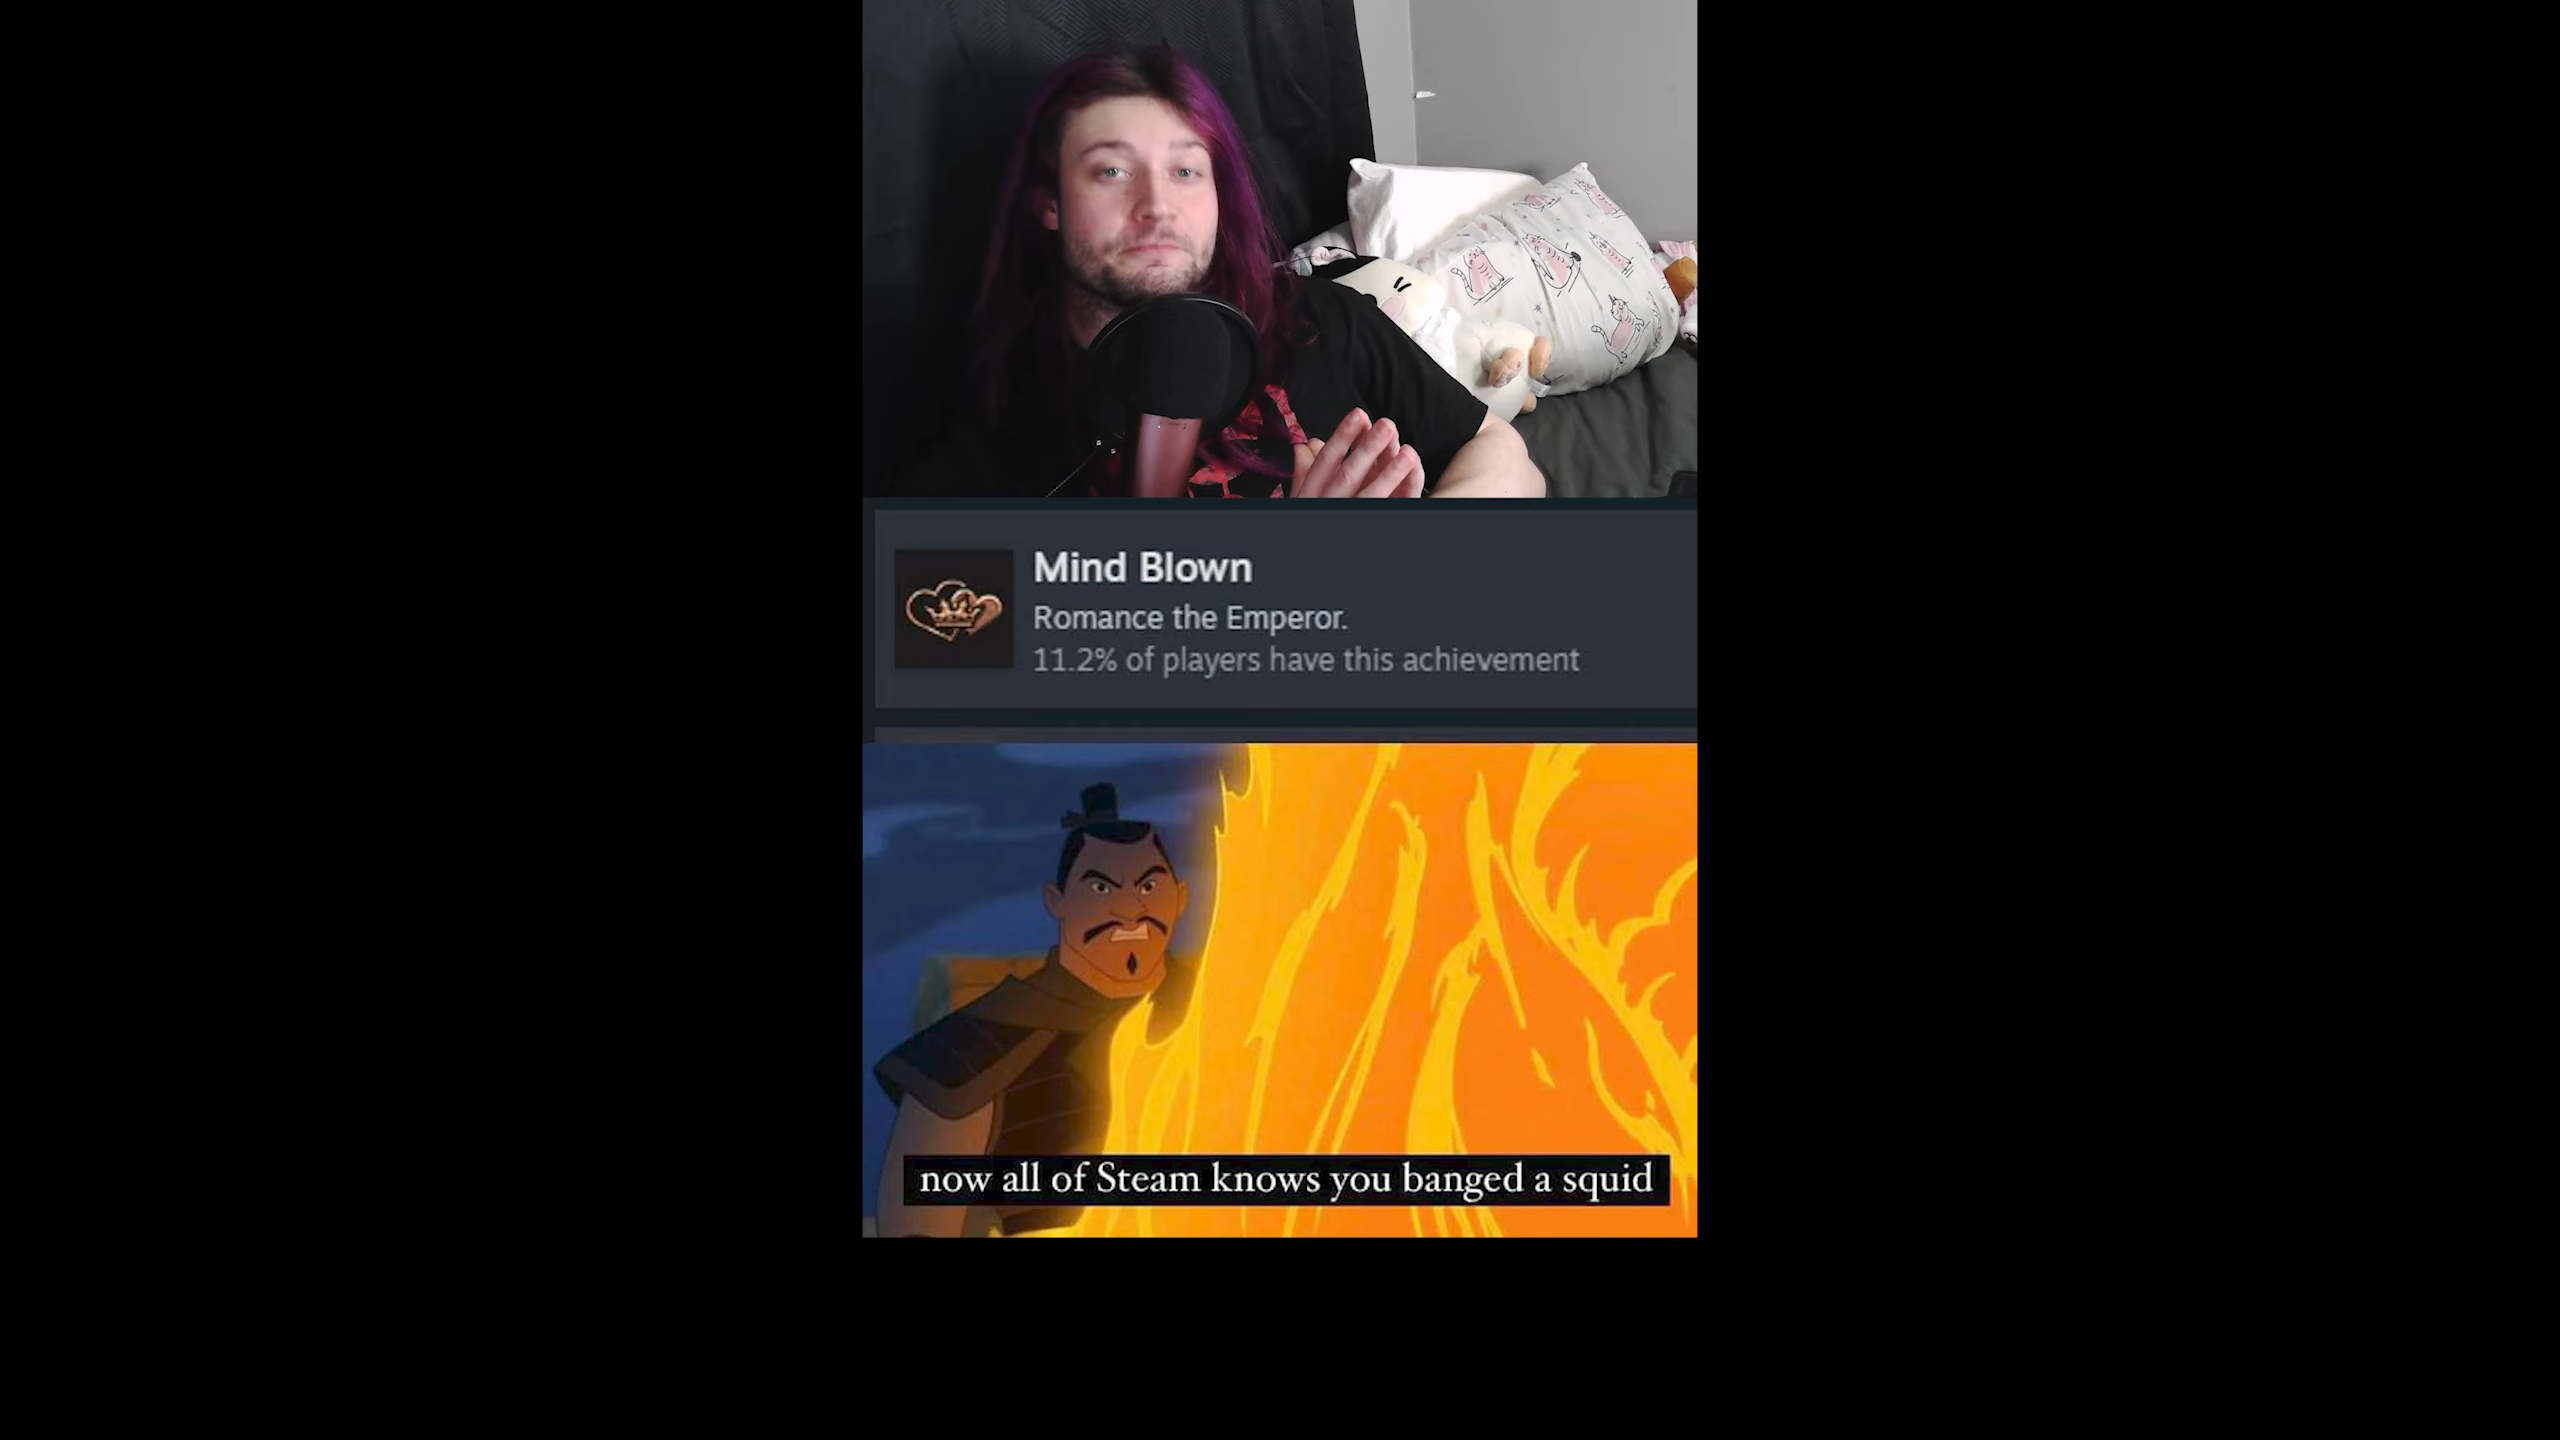 Mind Blown
Romance the Emperor.
11.2% of players have this achievement
now all of Steam knows you banged a squid